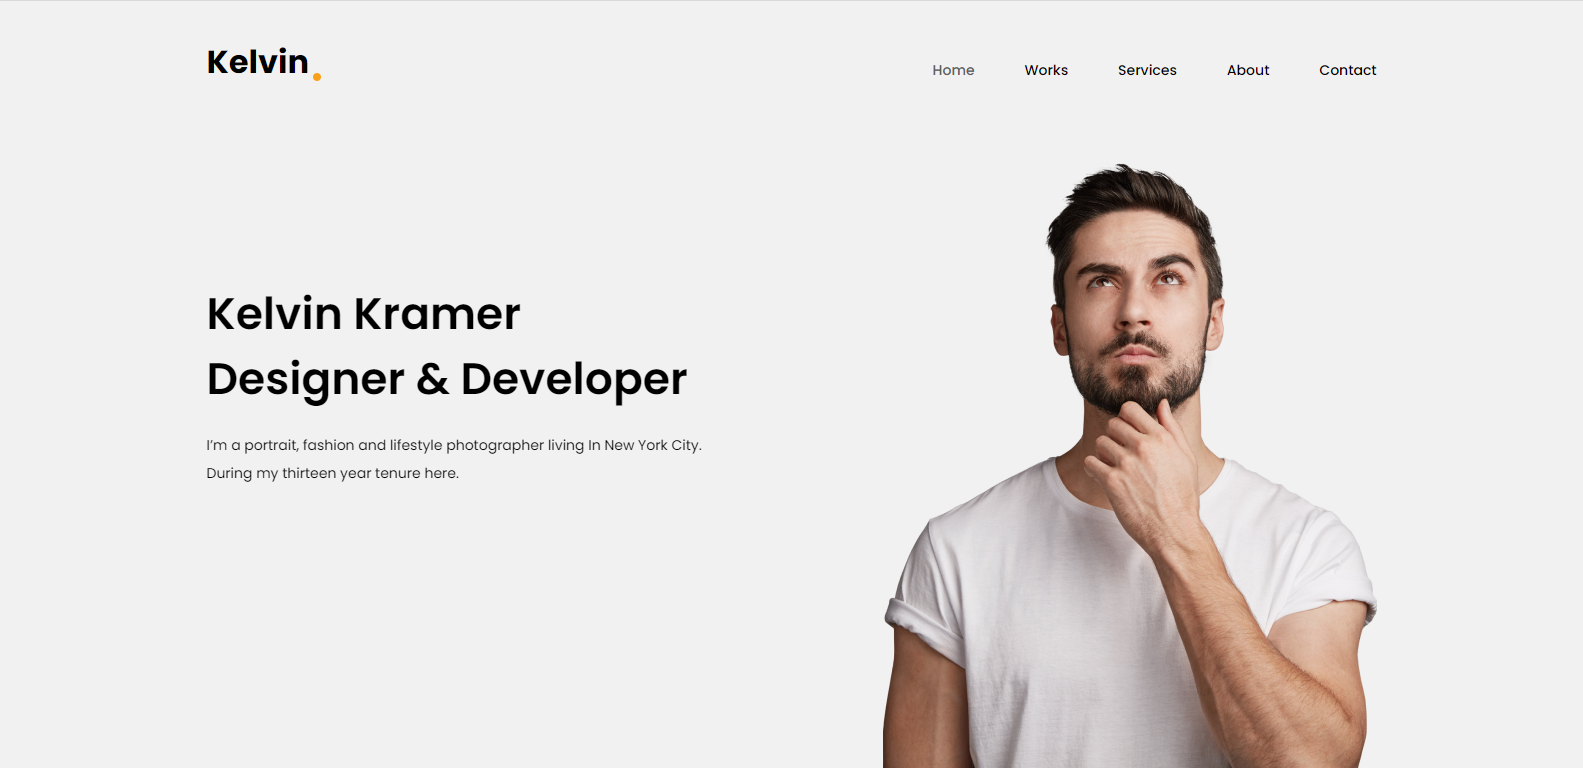 Kelvin.
Home Works Services About Contact
Kelvin Kramer
Designer & Developer
I'm a portrait, fashion and lifestyle photographer living In New York City.
During my thirteen year tenure here.